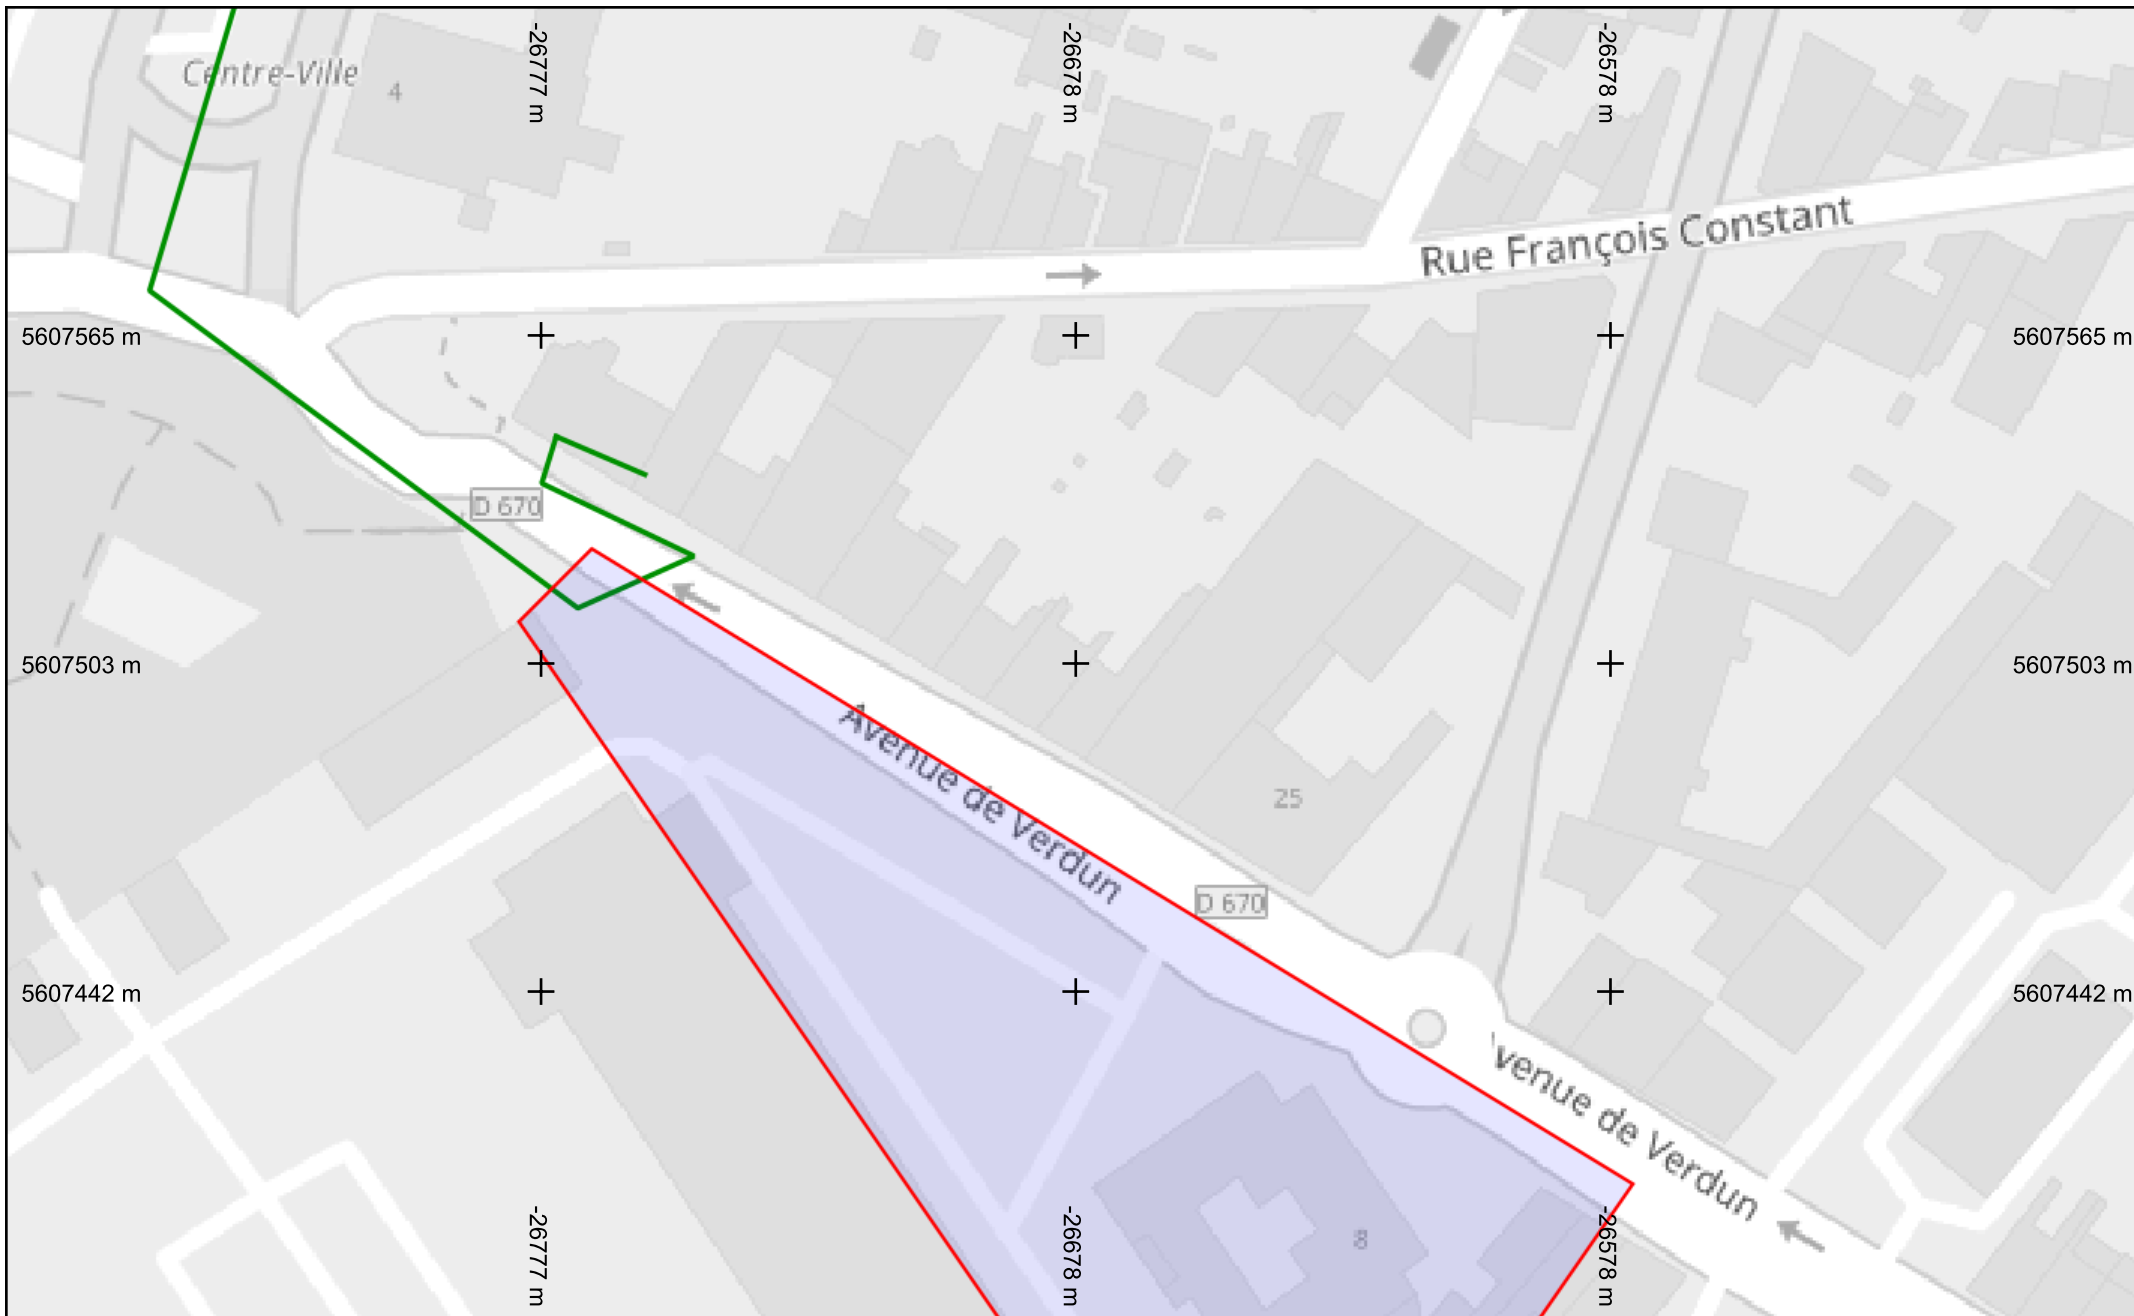 -26777 m
-26678 m
-26578 m
Centre-Ville
4
Rue François Constant
5607565 m
5607565 m
D 670
5607503 m
5607503 m
Avenue de Verdun
25
D 670
5607442 m
5607442 m
venue de Verdun
8
-26777 m
-26678 m
-26578 m